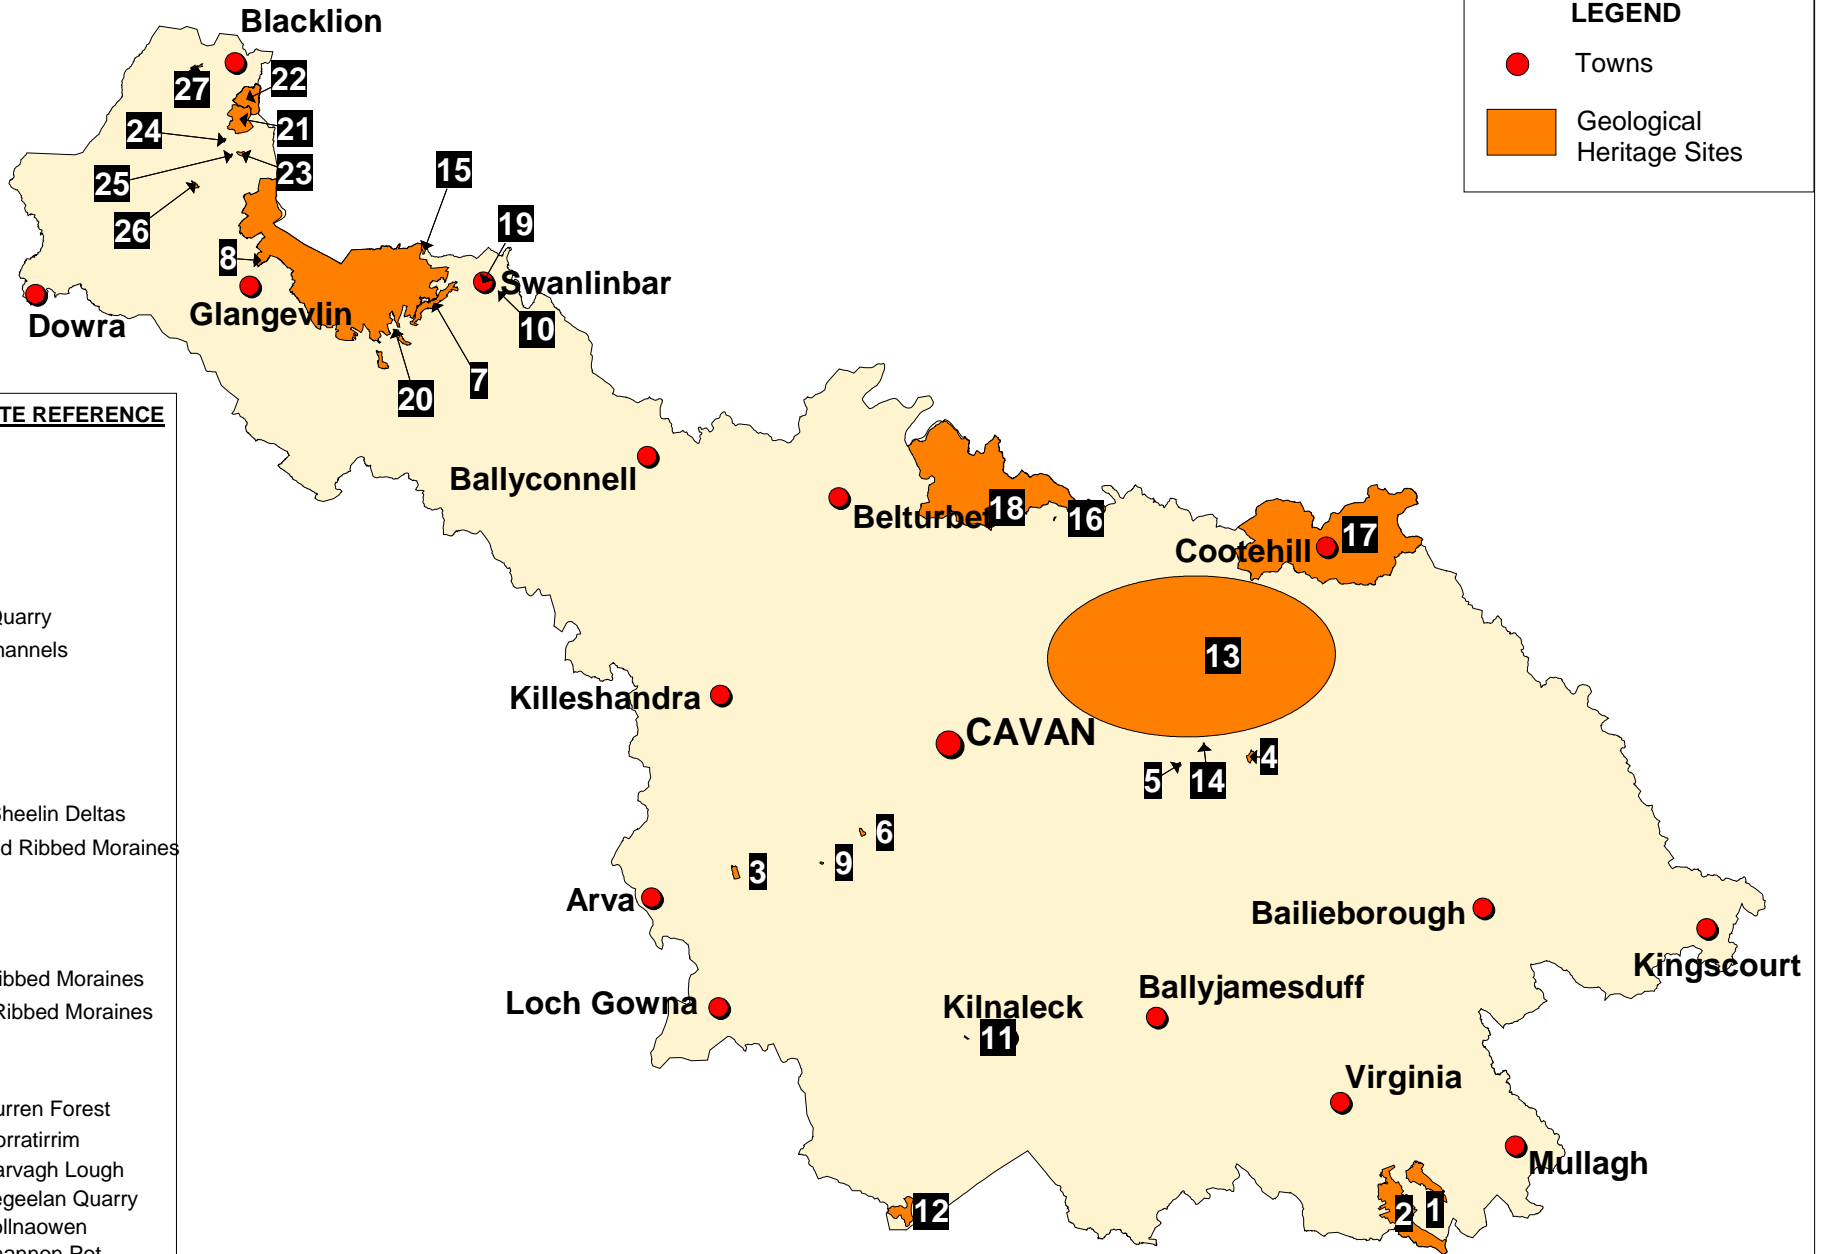 LEGEND
Towns
Geological
Heritage Sites
Blacklion
27
22
21
24
23
25
26
15
19
8
Swanlinbar
Glangevlin
Dowra
10
7
20
TE REFERENCE
Quarry
hannels
Sheelin Deltas
d Ribbed Moraines
ibbed Moraines
Ribbed Moraines
urren Forest
orratirrim
arvagh Lough
egeelan Quarry
ollnaowen
annon Pot
Ballyconnell
Belturbet
18
16
Cootehill
17
13
Killeshandra
CAVAN
5
14
4
6
9
3
Arva
Bailieborough
Kingscourt
Loch Gowna
Kilnaleck
11
Ballyjamesduff
Virginia
Mullagh
12
2
1